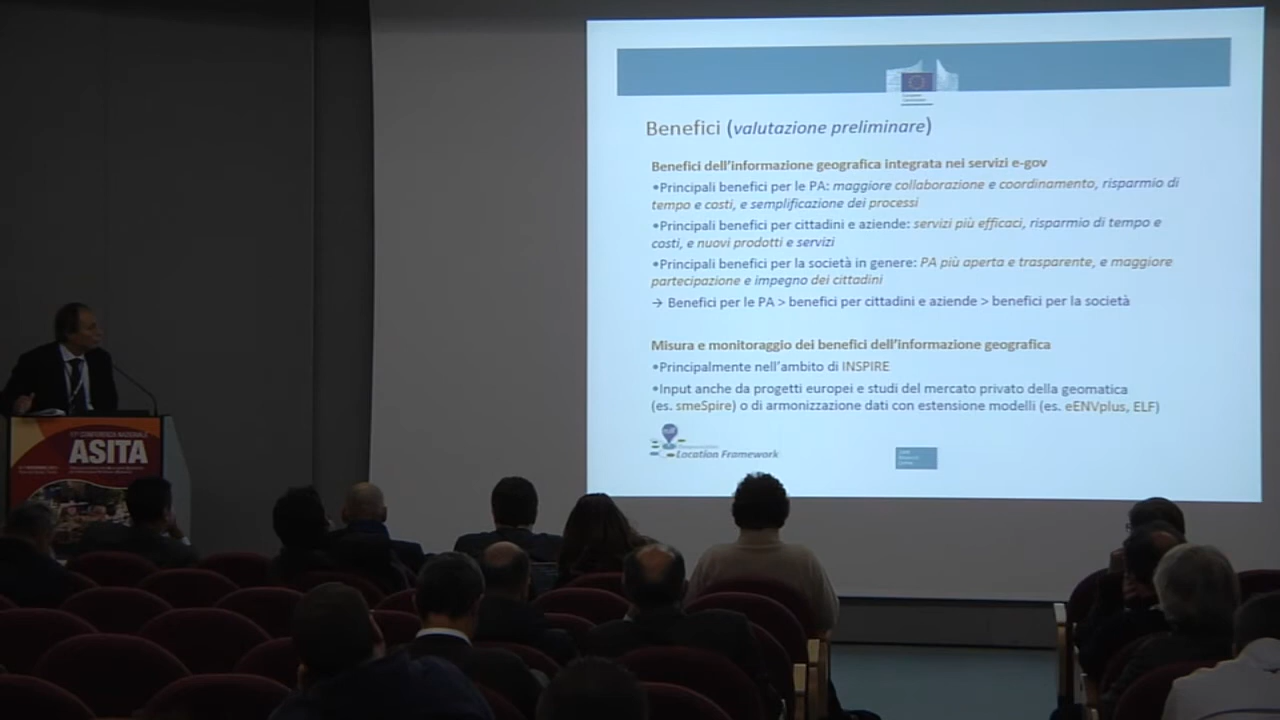 Benefici (valutazione preliminare)
Benefici dell'informazione geografica integrata nei servizi e-gov
•Principali benefici per le PA: maggiore collaborazione e coordinamento, risparmio di
tempo e costi, e semplificazione dei processi
•Principali benefici per cittadini e aziende: servizi più efficaci, risparmio di tempo e
costi, e nuovi prodotti e servizi
•Principali benefici per la società in genere: PA più aperta e trasparente, e maggiore
partecipazione e impegno dei cittadini
→ Benefici per le PA > benefici per cittadini e aziende > benefici per la società
Misura e monitoraggio dei benefici dell'informazione geografica
•Principalmente nell'ambito di INSPIRE
•Input anche da progetti europei e studi del mercato privato della geomatica
(es. smeSpire) o di armonizzazione dati con estensione modelli (es. eENVplus, ELF)
Location Framework
CONFERENZA NAZIONALE
ASITA